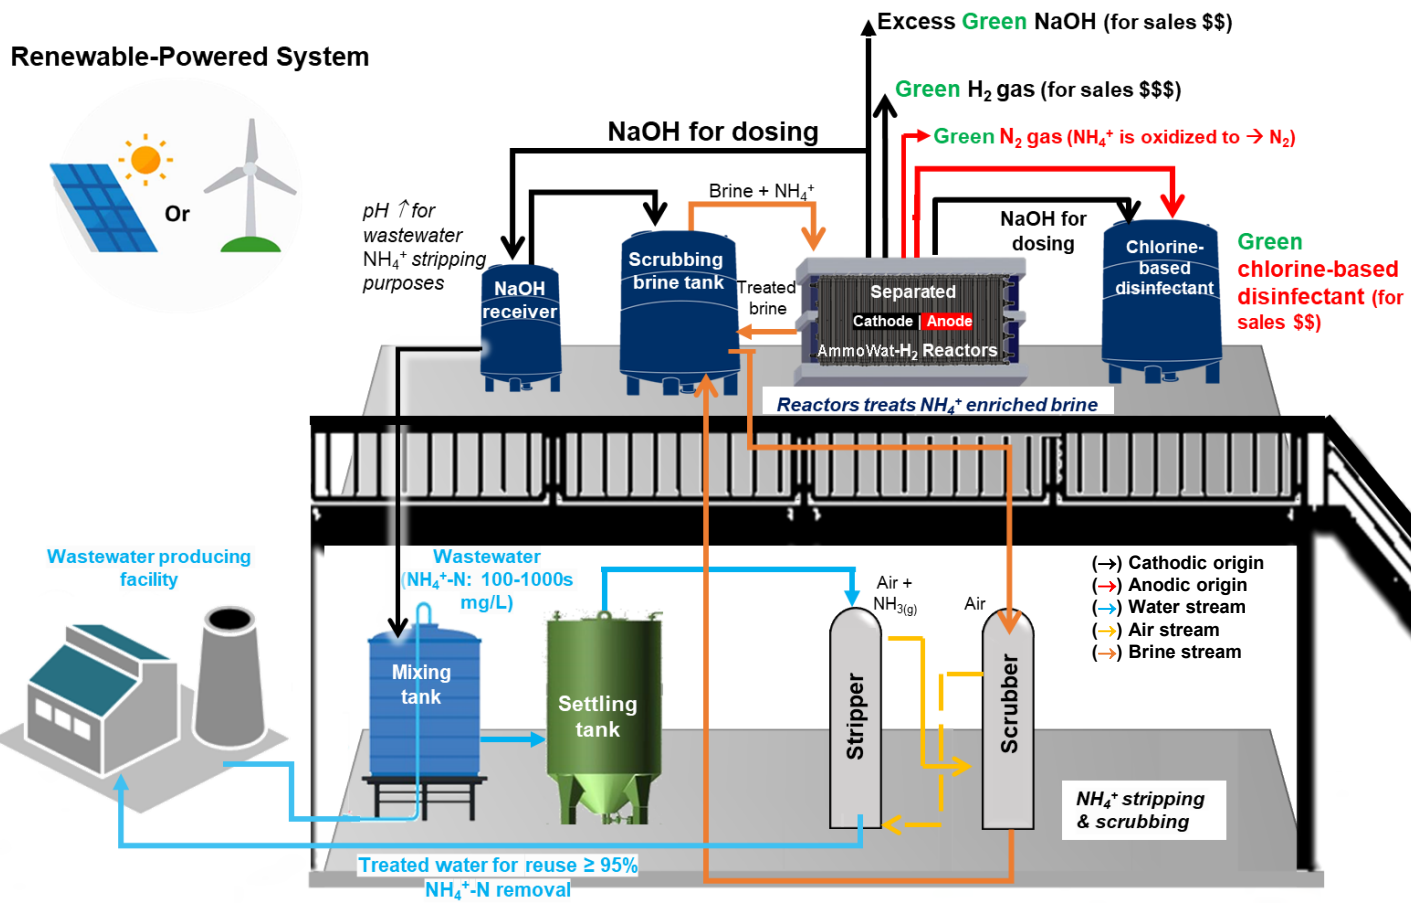 Renewable-Powered System
Or
Excess Green NaOH (for sales $$)
Green H₂ gas (for sales $$$)
Green N₂ gas (NH₄⁺ is oxidized to → N₂)
NaOH for dosing
pH ↑ for
wastewater
NH₄⁺ stripping
purposes
Brine + NH₄⁺
NaOH for
dosing
NaOH
receiver
Scrubbing
brine tank
Treated
brine
Separated
Cathode | Anode
AmmoWat-H₂ Reactors
Chlorine-
based
disinfectant
Green
chlorine-based
disinfectant (for
sales $$)
Reactors treats NH₄⁺ enriched brine
Wastewater producing
facility
Wastewater
(NH₄⁺-N: 100-1000s
mg/L)
Air +
NH₃(g)
Air
(→) Cathodic origin
(→) Anodic origin
(→) Water stream
(→) Air stream
(→) Brine stream
Mixing
tank
Settling
tank
Stripper
Scrubber
NH₄⁺ stripping
& scrubbing
Treated water for reuse ≥ 95%
NH₄⁺-N removal